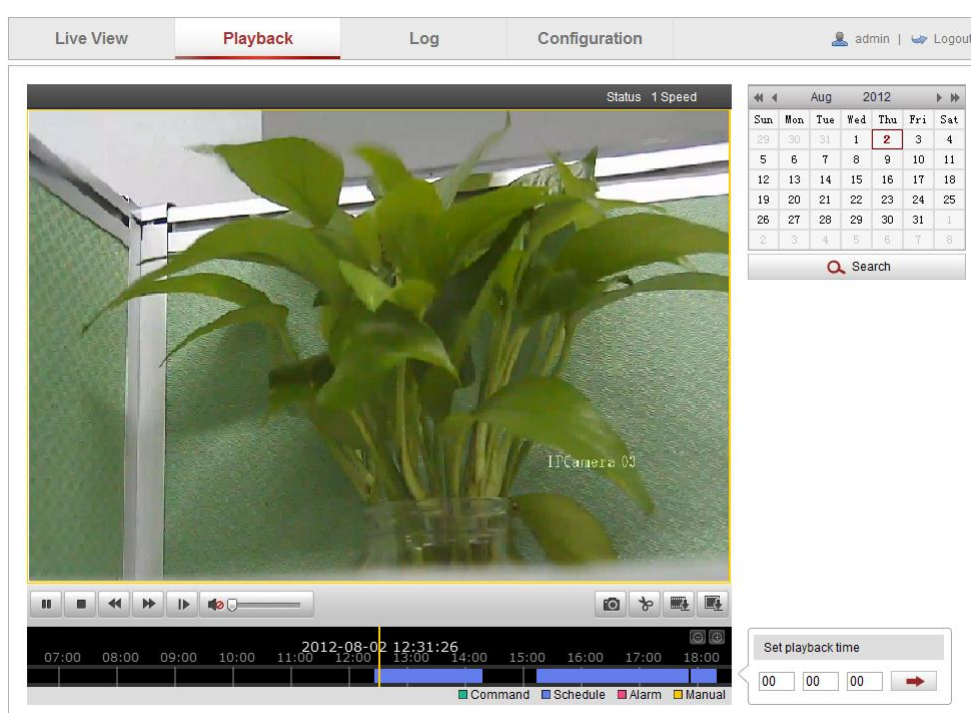 Live View Playback Log Configuration admin | Logout
Status 1 Speed
Aug 2012
Sun Mon Tue Wed Thu Fri Sat
29 30 31 1 2 3 4
5 6 7 8 9 10 11
12 13 14 15 16 17 18
19 20 21 22 23 24 25
26 27 28 29 30 31 1
2 3 4 5 6 7 8
Search
IPCamera 03
2012-08-02 12:31:26
07:00 08:00 09:00 10:00 11:00 12:00 13:00 14:00 15:00 16:00 17:00 18:00
Command Schedule Alarm Manual
Set playback time
00 00 00